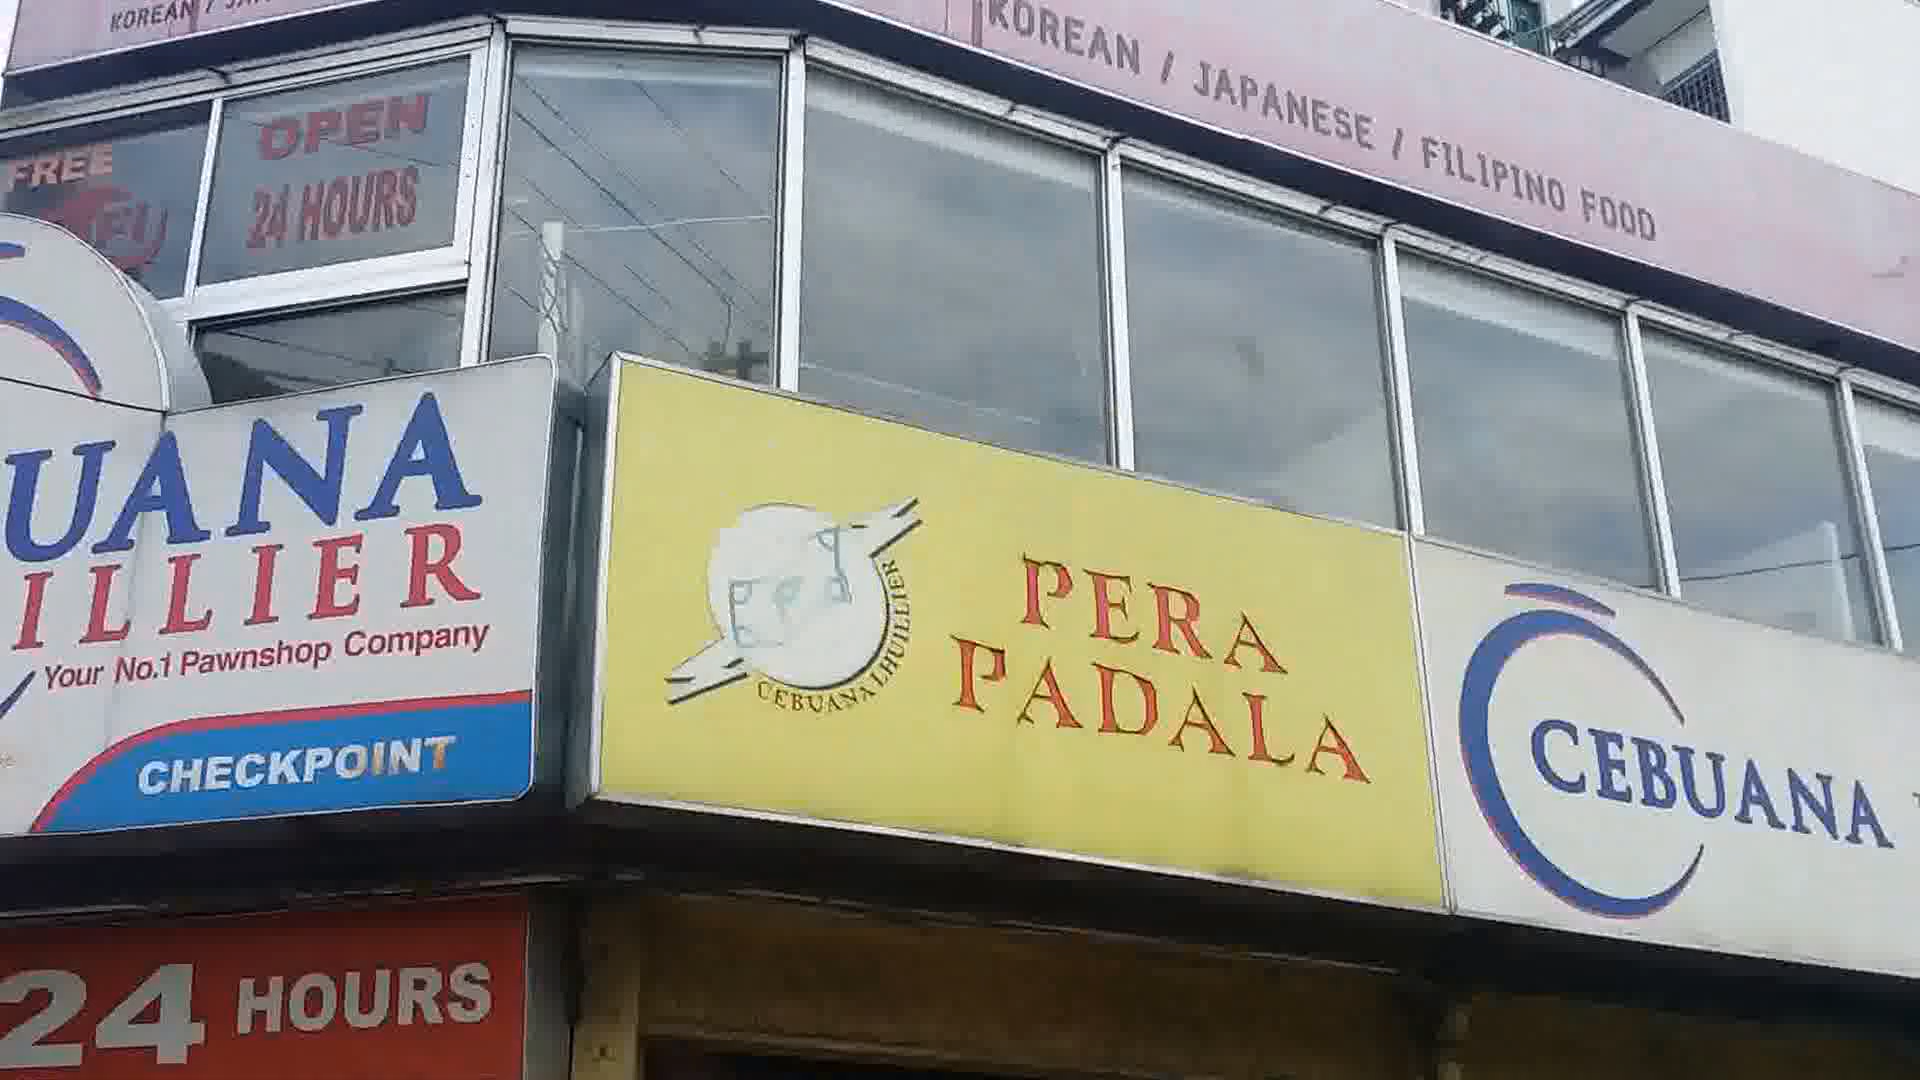 KOREAN /
KOREAN / JAPANESE / FILIPINO FOOD
OPEN
24 HOURS
FREE
UANA
ILLIER
Your No.1 Pawnshop Company
CHECKPOINT
CEBUANA LHUILLIER
PERA
PADALA
CEBUANA
24 HOURS